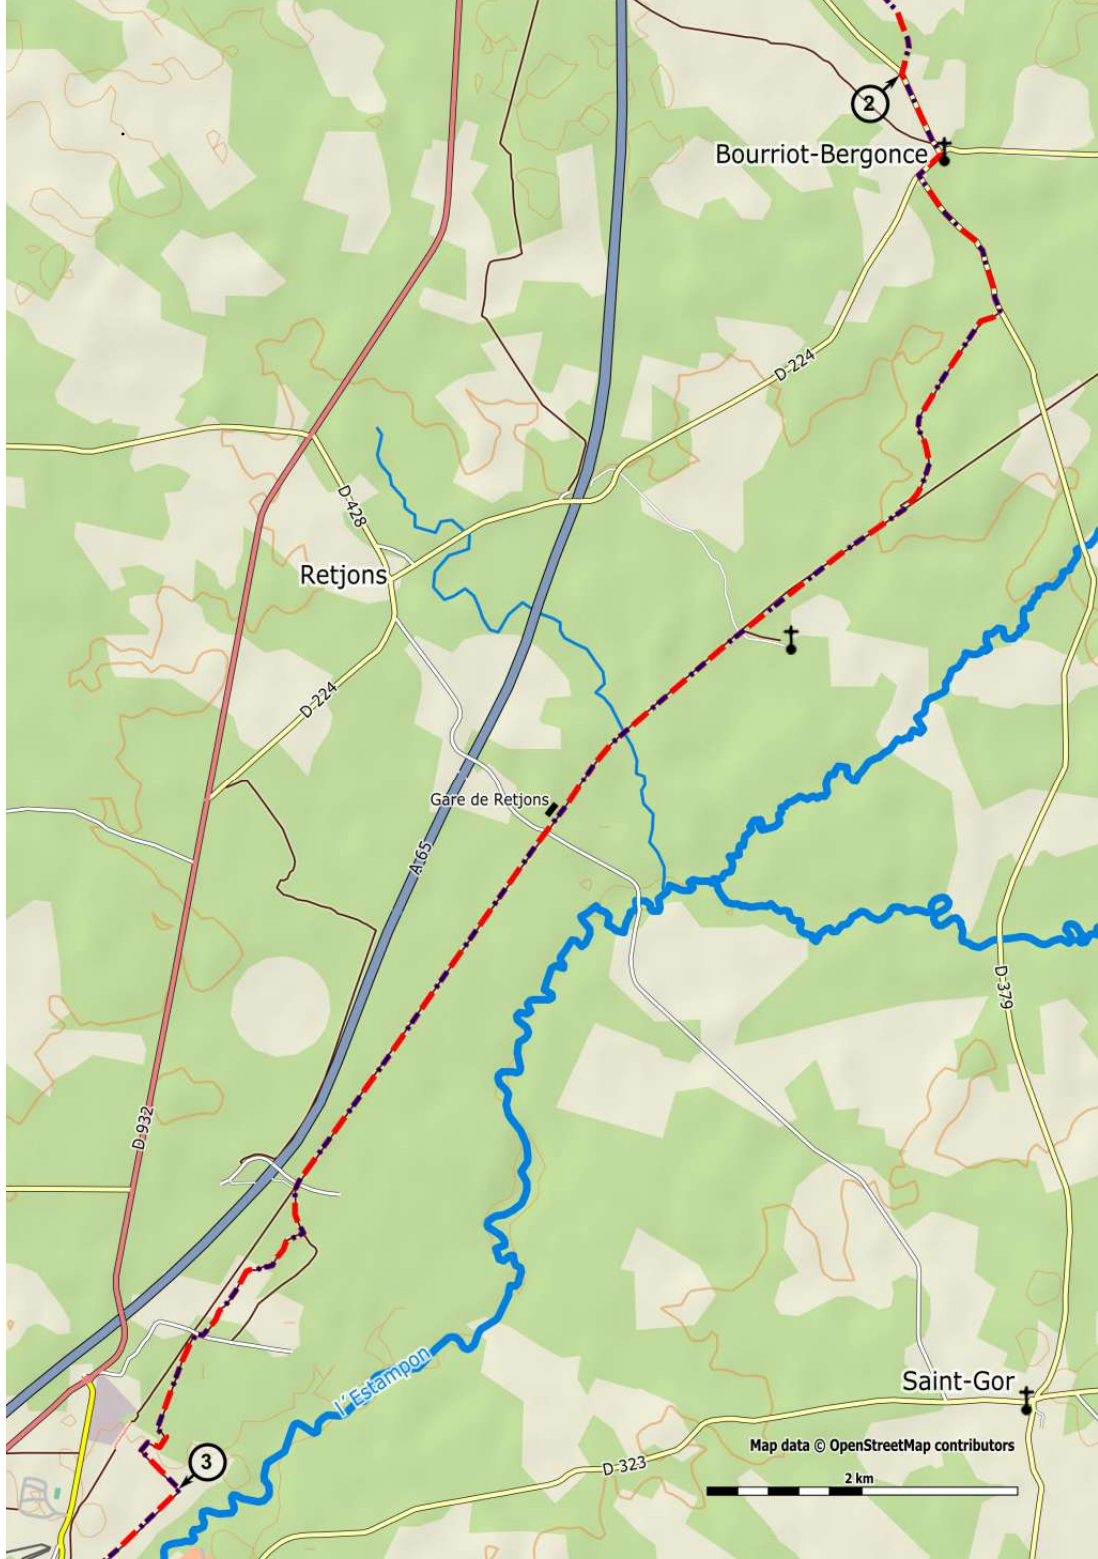 2
Bourriot-Bergonce
D-224
D-428
Retjons
D-224
Gare de Retjons
A 65
D-379
D-932
l'Estampon
Saint-Gor
Map data © OpenStreetMap contributors
3
D-323
2 km